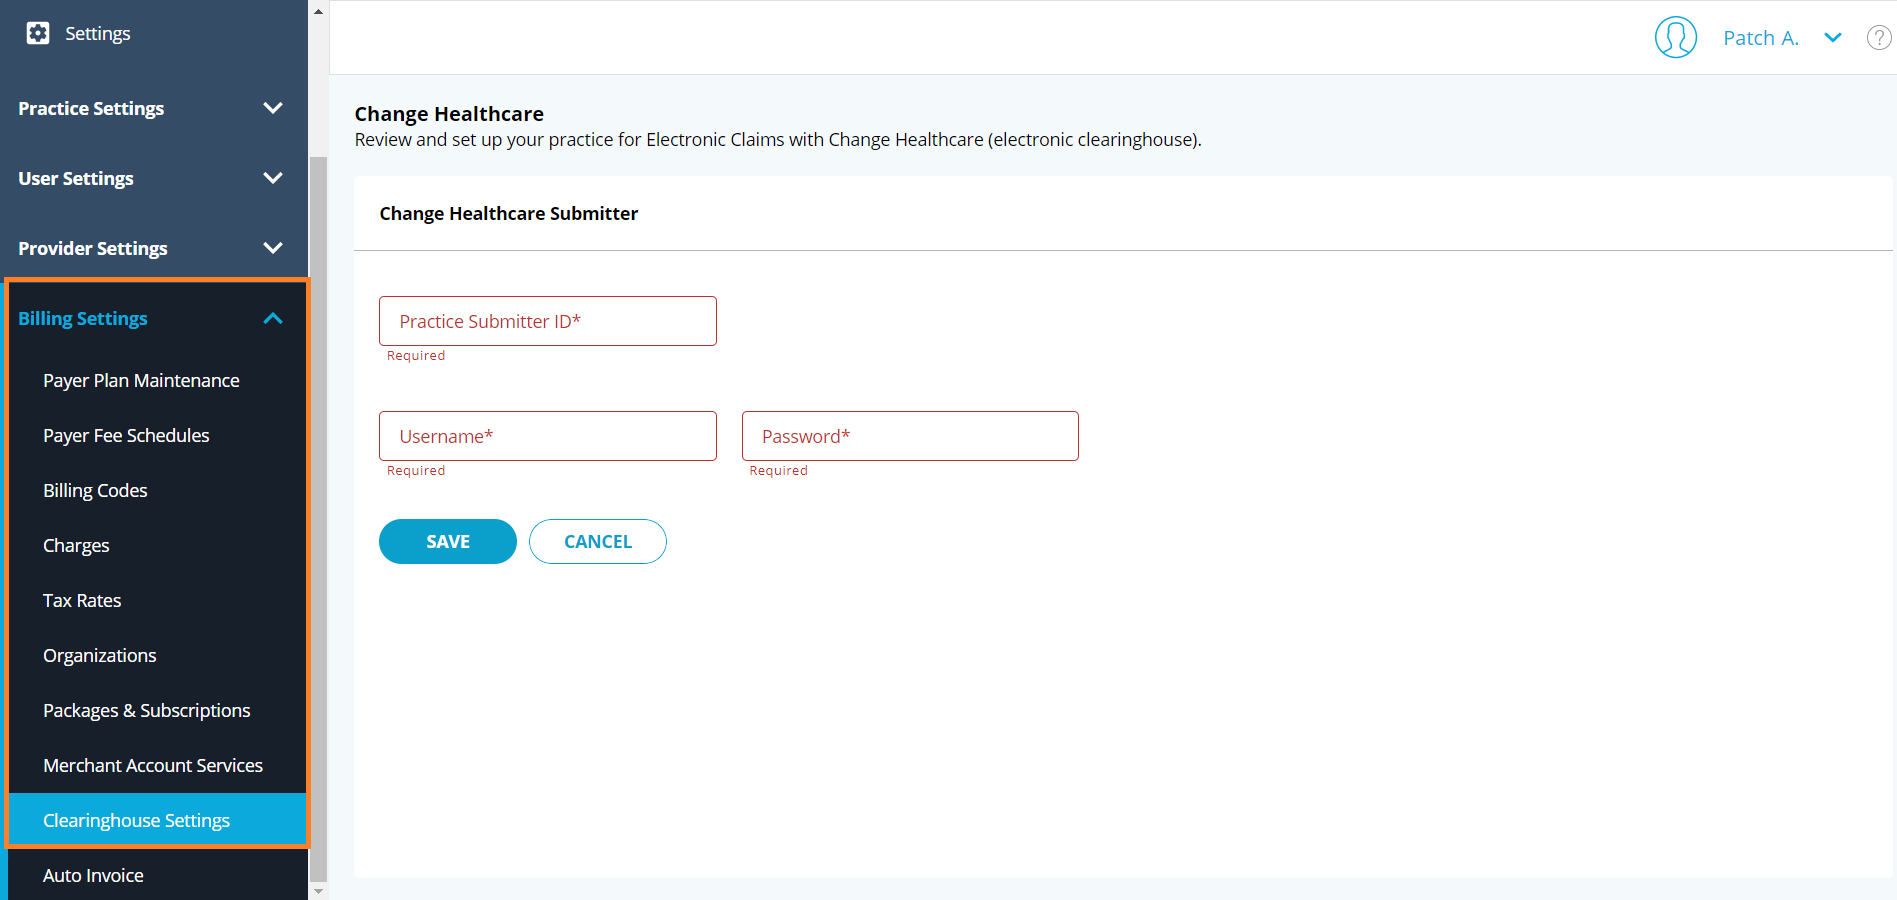 Settings
Practice Settings
User Settings
Provider Settings
Billing Settings
Payer Plan Maintenance
Payer Fee Schedules
Billing Codes
Charges
Tax Rates
Organizations
Packages & Subscriptions
Merchant Account Services
Clearinghouse Settings
Auto Invoice
Patch A.
?
Change Healthcare
Review and set up your practice for Electronic Claims with Change Healthcare (electronic clearinghouse).
Change Healthcare Submitter
Practice Submitter ID*
Required
Username* Password*
Required Required
SAVE CANCEL